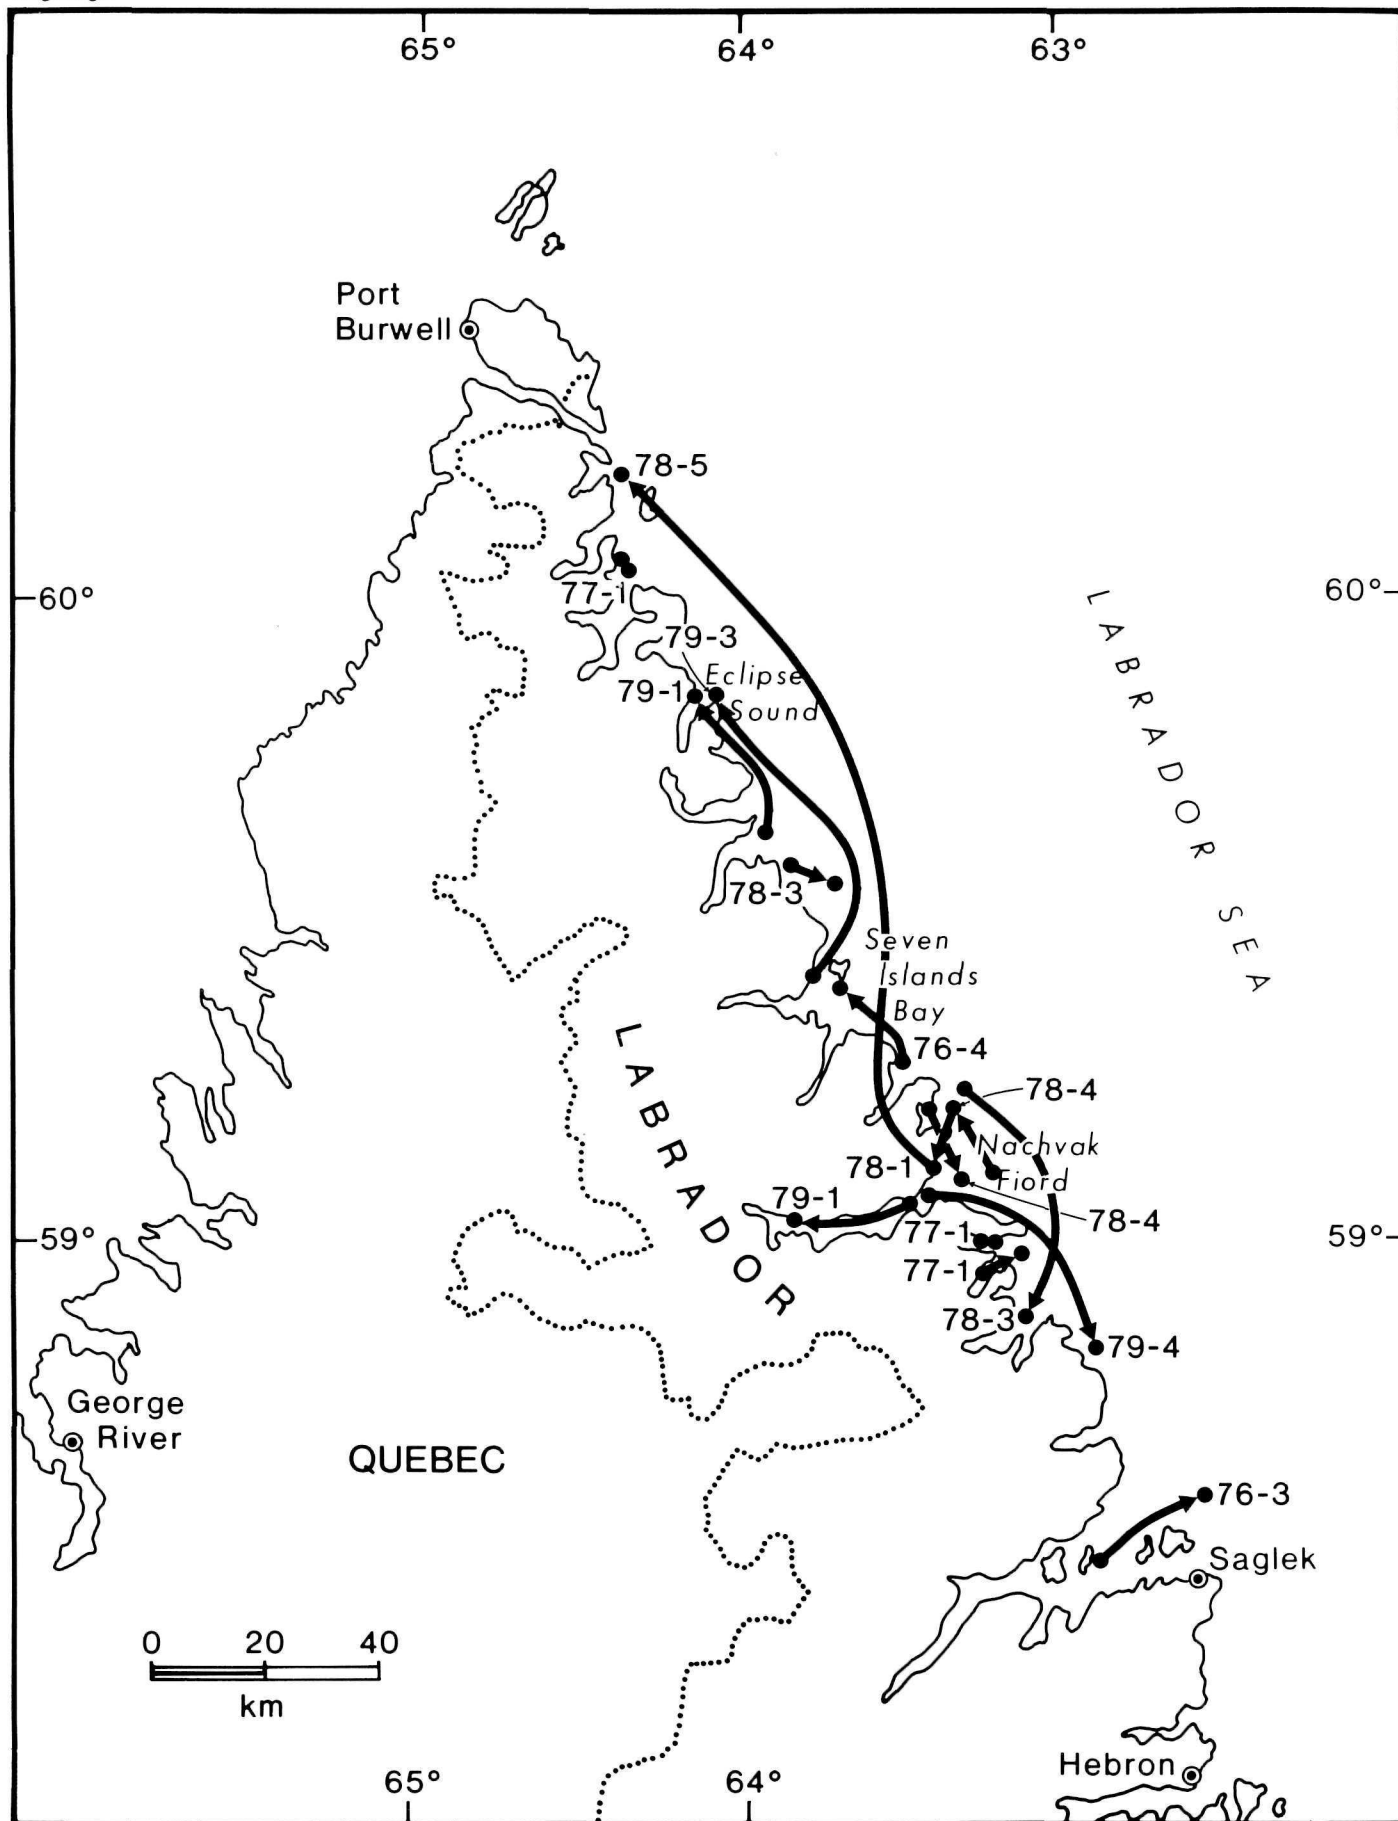 65°
64°
63°
Port
Burwell
78-5
60°
77-1
60°
79-3
Eclipse
79-1
Sound
LABRADOR SEA
78-3
Seven
Islands
Bay
LABRADOR
76-4
78-4
Nachvak
78-1
Fiord
79-1
78-4
77-1
59°
59°
77-1
78-3
79-4
George
River
QUEBEC
76-3
Saglek
0 20 40
km
Hebron
65°
64°